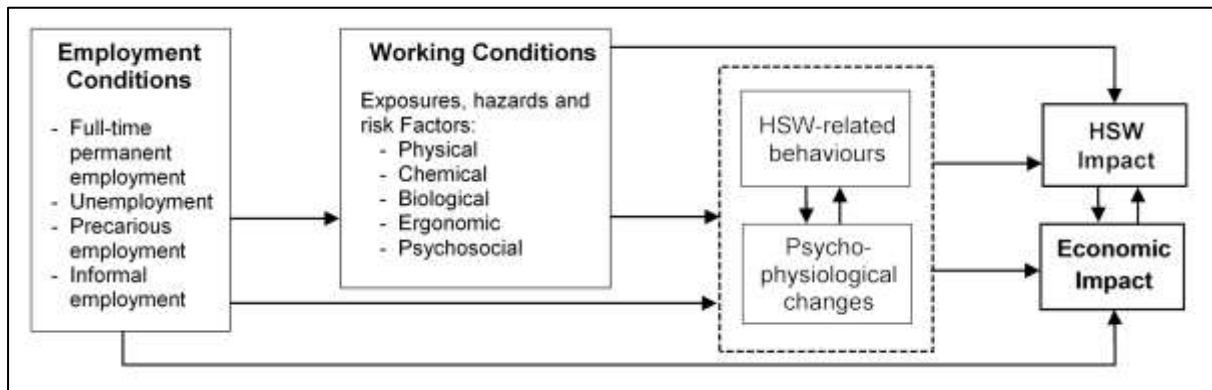 Employment
Conditions
- Full-time
permanent
employment
- Unemployment
- Precarious
employment
- Informal
employment
Working Conditions
Exposures, hazards and
risk Factors:
- Physical
- Chemical
- Biological
- Ergonomic
- Psychosocial
HSW-related
behaviours
Psycho-
physiological
changes
HSW
Impact
Economic
Impact